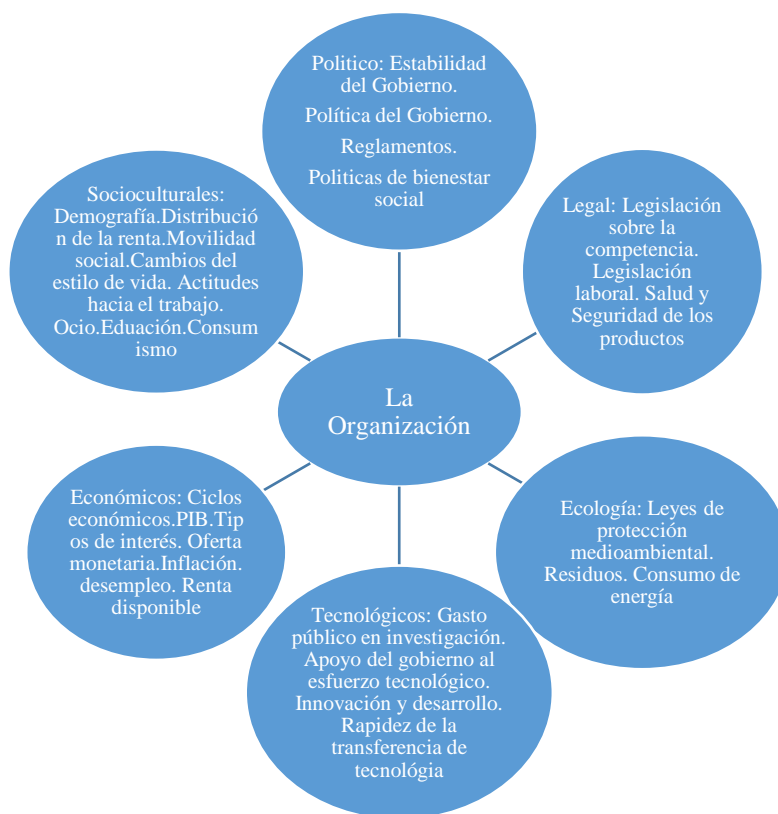 Politico: Estabilidad
del Gobierno.
Política del Gobierno.
Reglamentos.
Politicas de bienestar
social
Legal: Legislación
sobre la
competencia.
Legislación
laboral. Salud y
Seguridad de los
productos
Ecología: Leyes de
protección
medioambiental.
Residuos. Consumo de
energía
Tecnológicos: Gasto
público en investigación.
Apoyo del gobierno al
esfuerzo tecnológico.
Innovación y desarrollo.
Rapidez de la
transferencia de
tecnológia
Económicos: Ciclos
económicos.PIB.Tip
os de interés. Oferta
monetaria.Inflación.
desempleo. Renta
disponible
Socioculturales:
Demografía.Distribució
n de la renta.Movilidad
social.Cambios del
estilo de vida. Actitudes
hacia el trabajo.
Ocio.Eduación.Consum
ismo
La
Organización